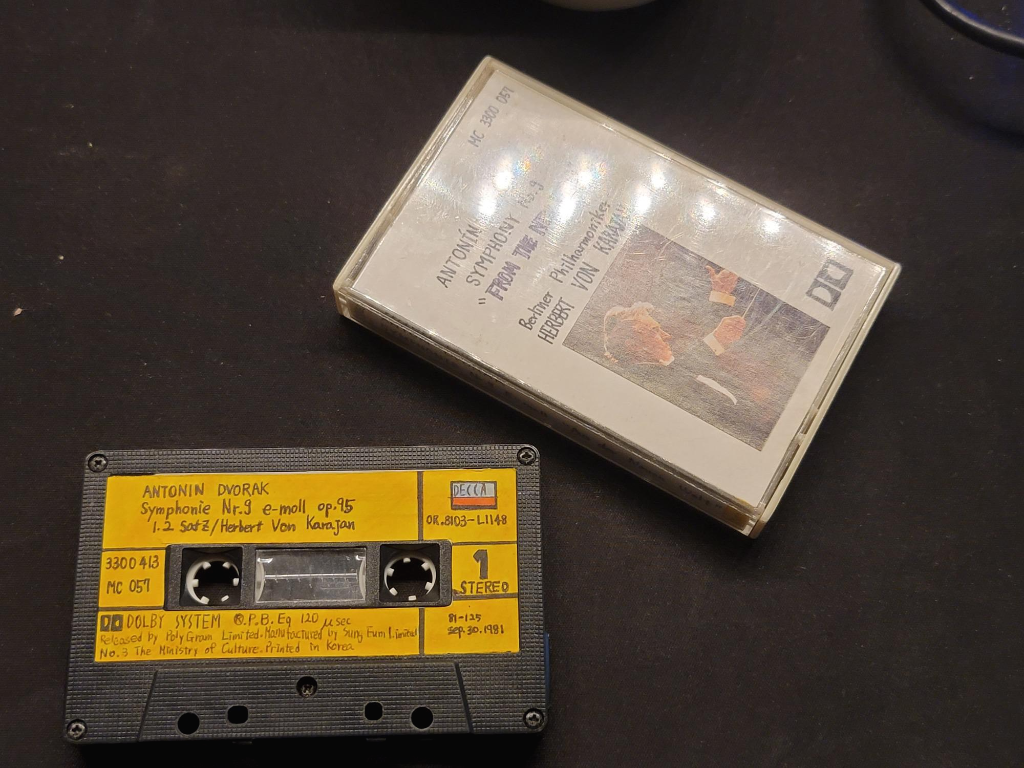 MC 3300 057
ANTONÍN
SYMPHONY NO.9
"FROM THE
Berliner Philharmoniker
HERBERT VON KARAJAN
ANTONIN DVORAK
Symphonie Nr.9 e-moll op.95
1.2 Satz/Herbert Von Karajan
DECCA
OR.8103-L1148
3300 413
MC 057
1
STEREO
DOLBY SYSTEM ®.P.B. Eq 120 μsec
Released by PolyGram Limited. Manufactured by Sung Eum Limited
No.3 The Ministry of Culture. Printed in Korea
81-125
Sep.30.1981